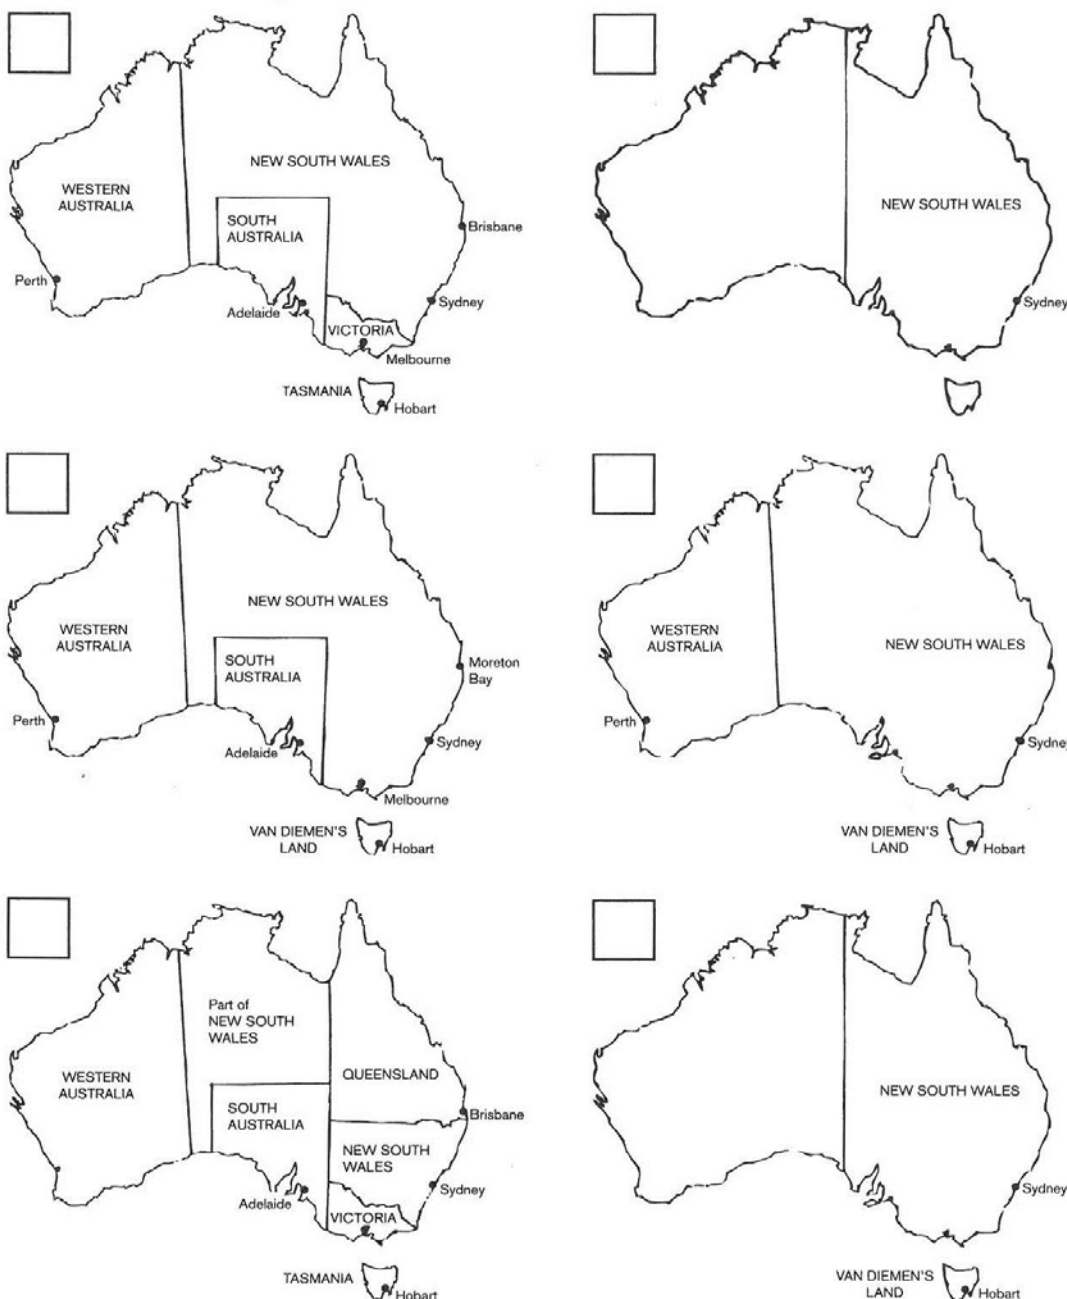 NEW SOUTH WALES
WESTERN
AUSTRALIA
SOUTH
AUSTRALIA
Brisbane
Perth
Sydney
Adelaide
VICTORIA
Melbourne
TASMANIA
Hobart
NEW SOUTH WALES
Sydney
NEW SOUTH WALES
WESTERN
AUSTRALIA
SOUTH
AUSTRALIA
Moreton
Bay
Perth
Sydney
Adelaide
Melbourne
VAN DIEMEN'S
LAND
Hobart
WESTERN
AUSTRALIA
NEW SOUTH WALES
Perth
Sydney
VAN DIEMEN'S
LAND
Hobart
Part of
NEW SOUTH
WALES
WESTERN
AUSTRALIA
QUEENSLAND
SOUTH
AUSTRALIA
Brisbane
NEW SOUTH
WALES
Adelaide
Sydney
VICTORIA
TASMANIA
Hobart
NEW SOUTH WALES
Sydney
VAN DIEMEN'S
LAND
Hobart